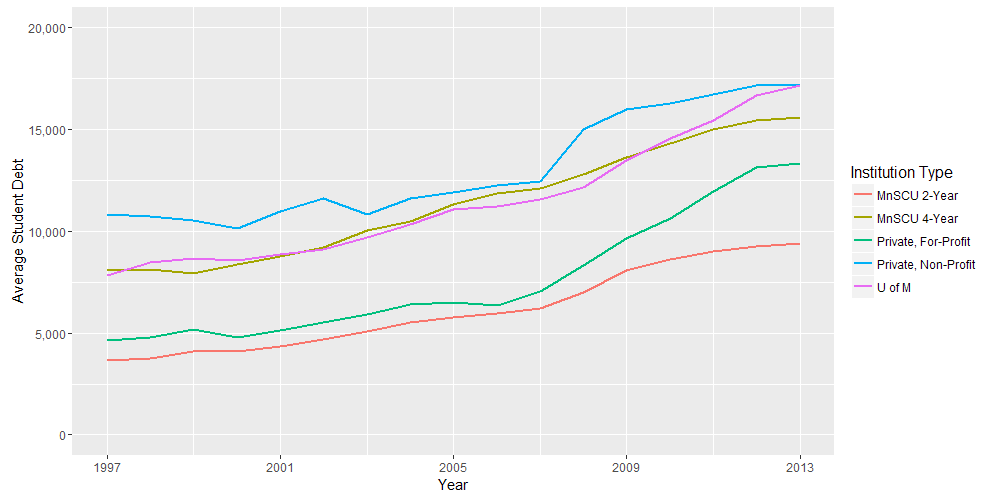 20,000
15,000
10,000
5,000
0
Average Student Debt
1997
2001
2005
2009
2013
Year
Institution Type
MnSCU 2-Year
MnSCU 4-Year
Private, For-Profit
Private, Non-Profit
U of M